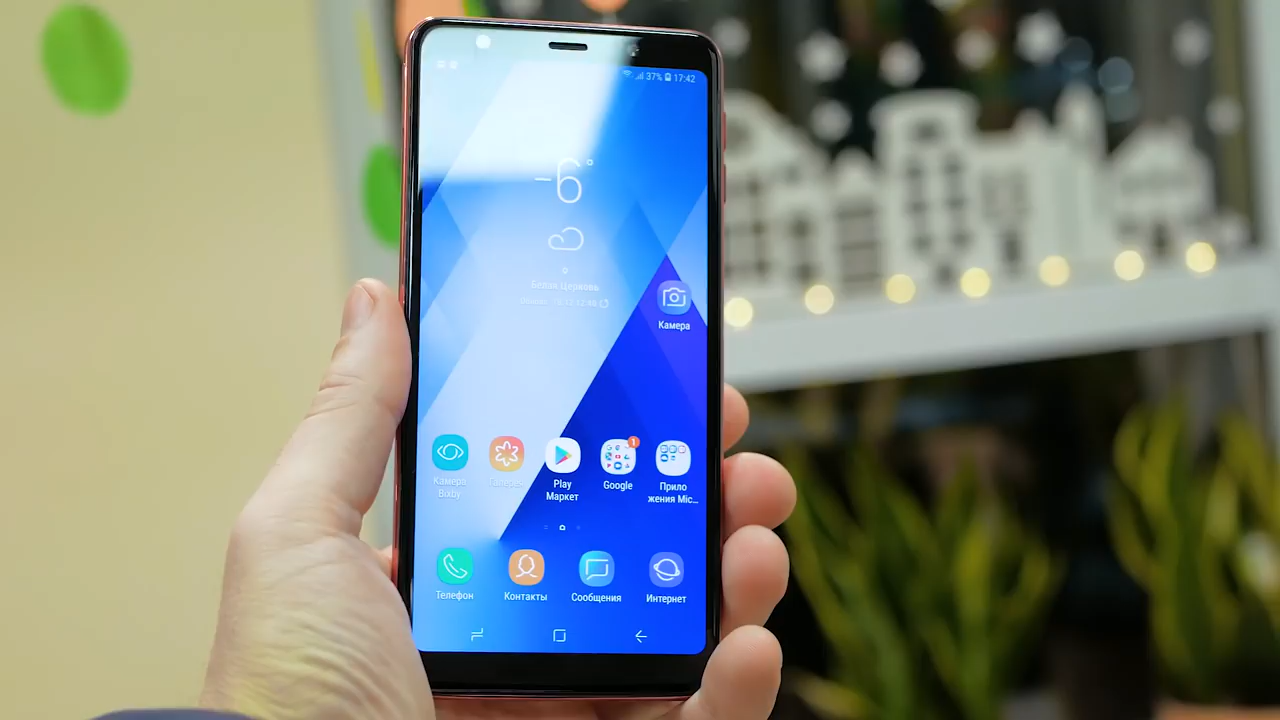 37% 17:42
-6°
Белая Церковь
Камера
Камера
Bixby
Галерея
Play
Маркет
1
Google
Прило
жения Mic...
Телефон
Контакты
Сообщения
Интернет